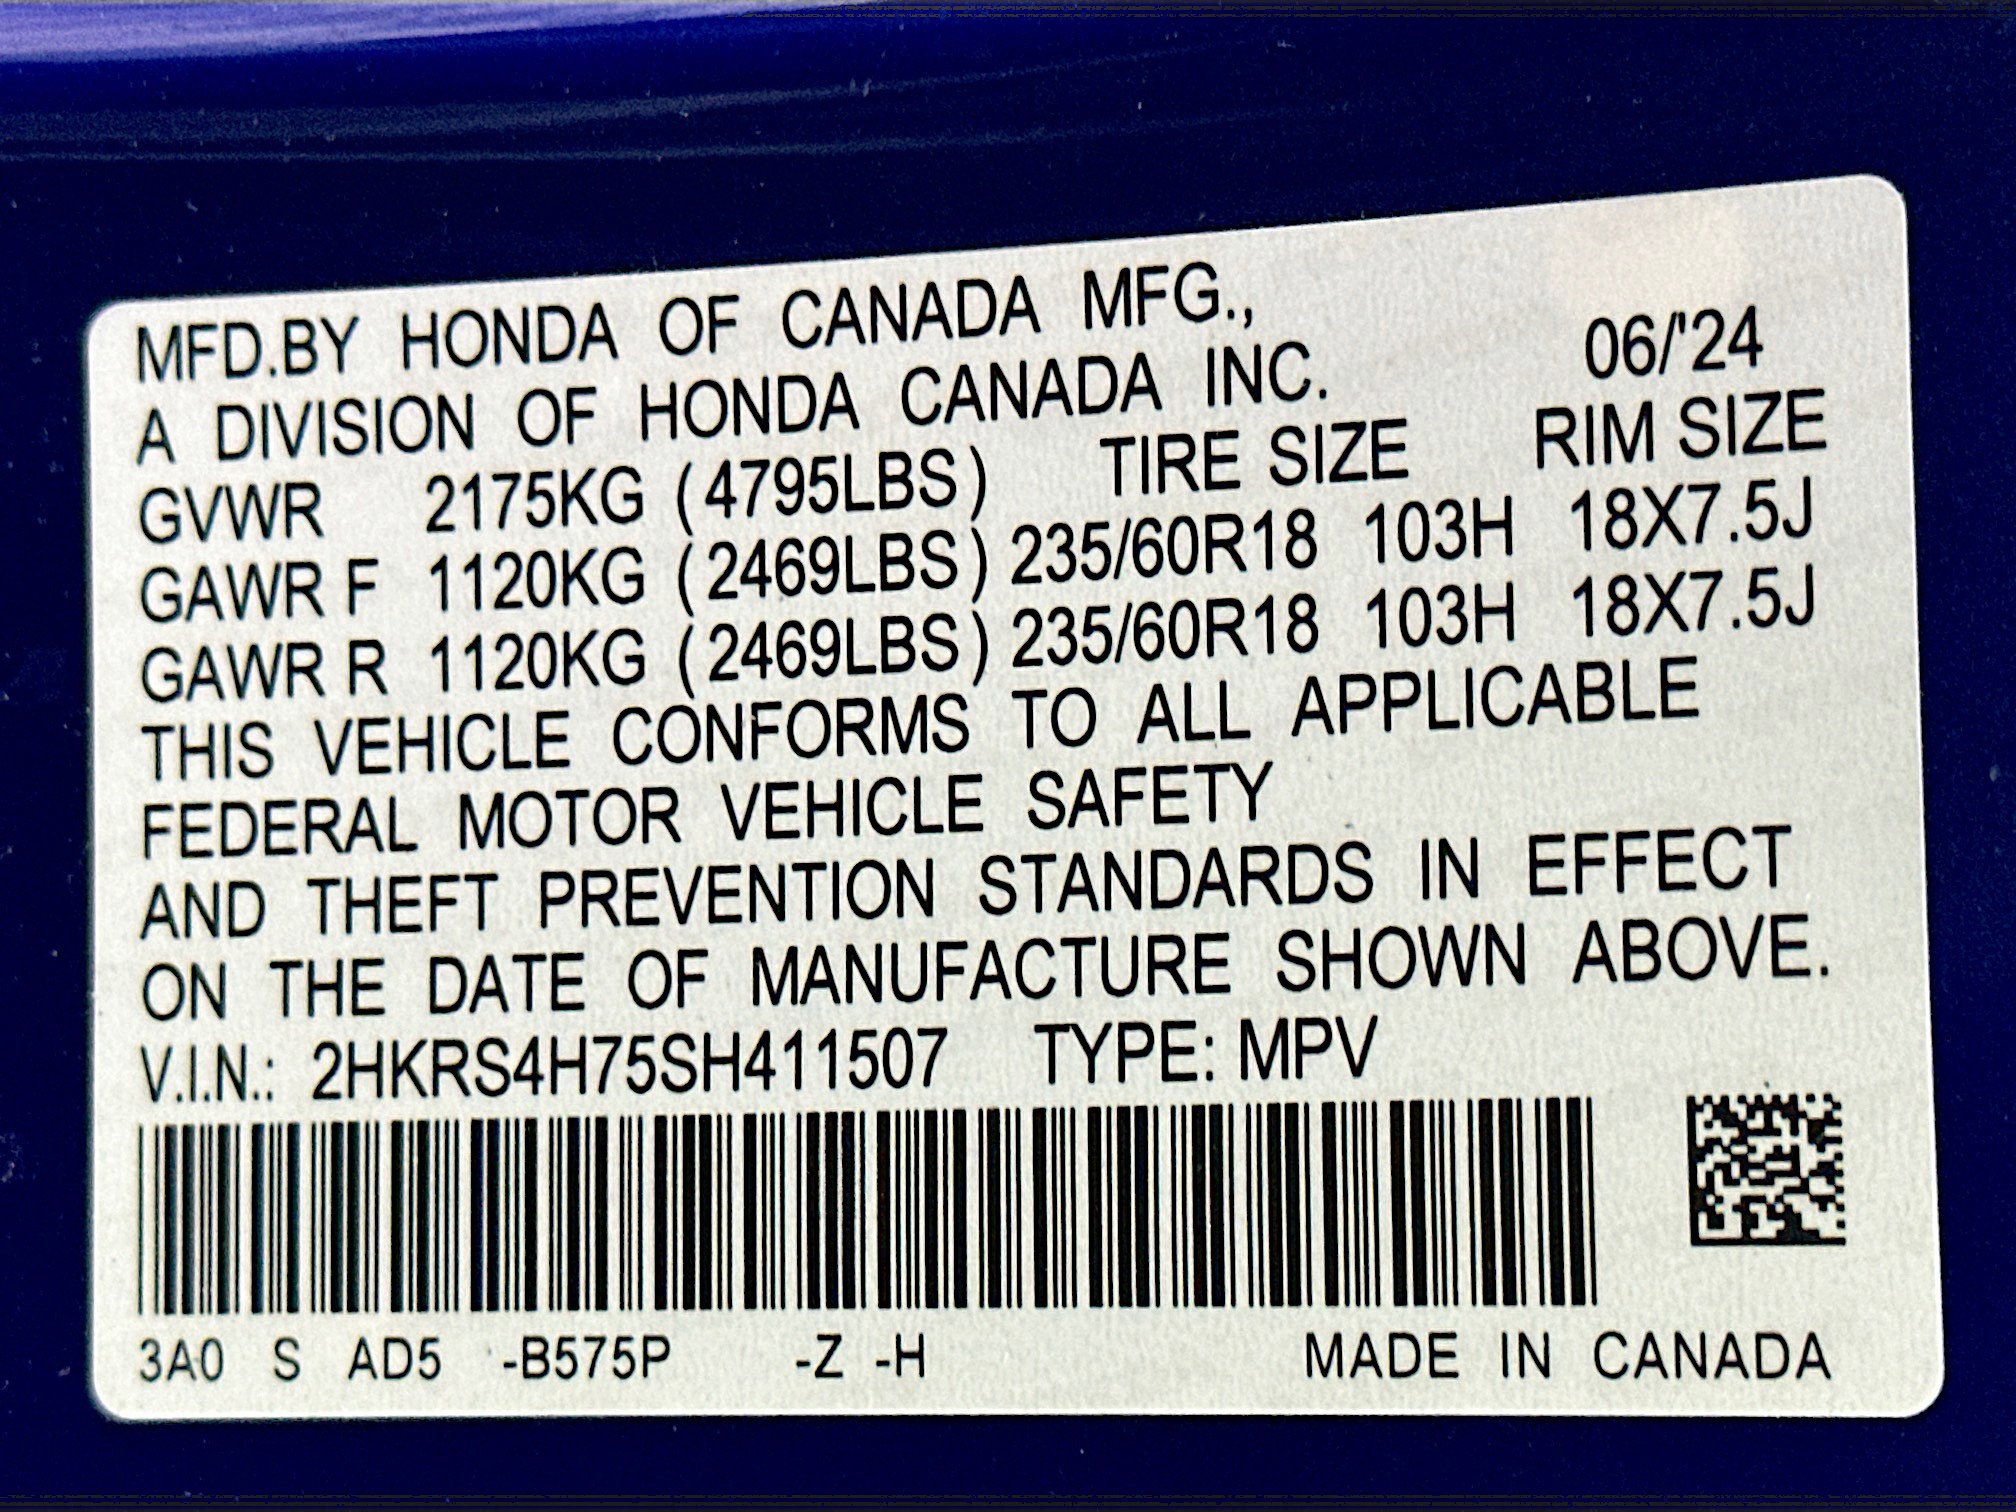 MFD.BY HONDA OF CANADA MFG.,
A DIVISION OF HONDA CANADA INC. 06/'24
GVWR 2175KG (4795LBS) TIRE SIZE RIM SIZE
GAWR F 1120KG (2469LBS) 235/60R18 103H 18X7.5J
GAWR R 1120KG (2469LBS) 235/60R18 103H 18X7.5J
THIS VEHICLE CONFORMS TO ALL APPLICABLE
FEDERAL MOTOR VEHICLE SAFETY
AND THEFT PREVENTION STANDARDS IN EFFECT
ON THE DATE OF MANUFACTURE SHOWN ABOVE.
V.I.N.: 2HKRS4H75SH411507 TYPE: MPV
3A0 S AD5 -B575P -Z -H MADE IN CANADA